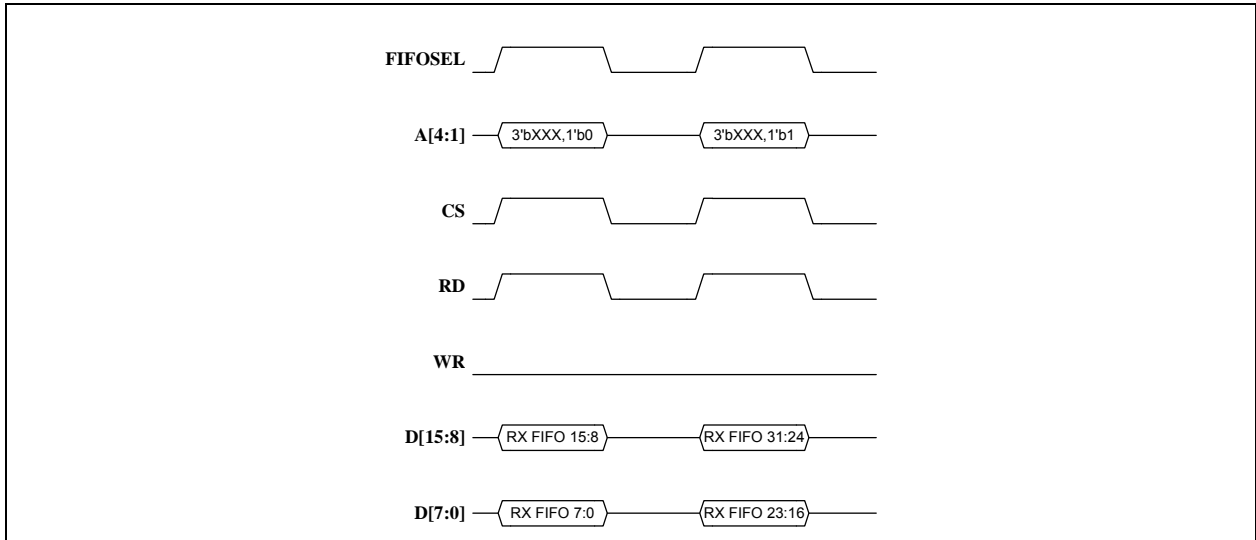 FIFOSEL
A[4:1] 3'bXXX,1'b0 3'bXXX,1'b1
CS
RD
WR
D[15:8] RX FIFO 15:8 RX FIFO 31:24
D[7:0] RX FIFO 7:0 RX FIFO 23:16